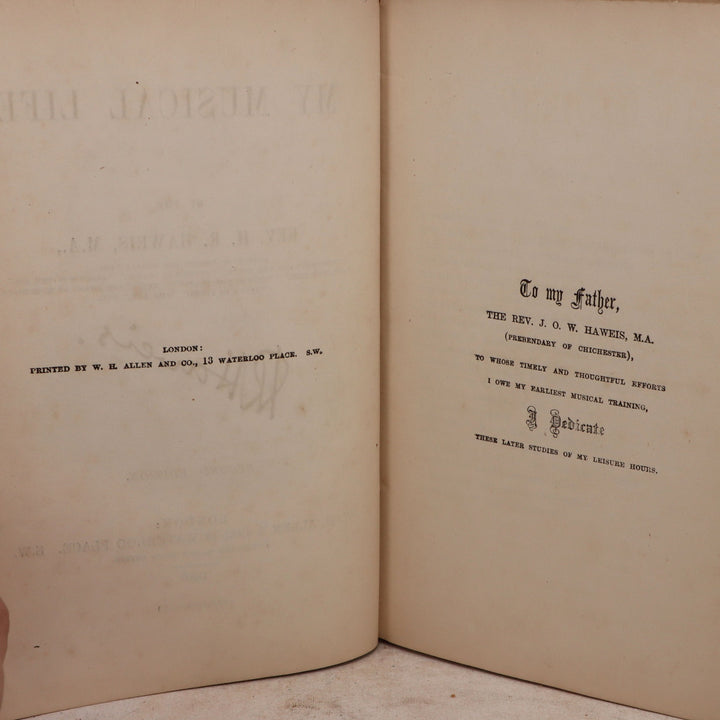 LONDON:
PRINTED BY W. H. ALLEN AND CO., 13 WATERLOO PLACE. S.W.
To my Father,
THE REV. J. O. W. HAWEIS, M.A.
(PREBENDARY OF CHICHESTER),
TO WHOSE TIMELY AND THOUGHTFUL EFFORTS
I OWE MY EARLIEST MUSICAL TRAINING,
I Dedicate
THESE LATER STUDIES OF MY LEISURE HOURS.